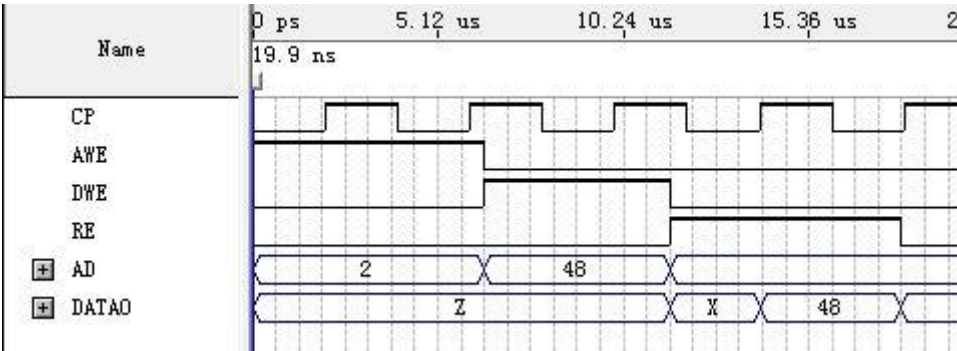 0 ps 5.12 us 10.24 us 15.36 us 2
Name
19.9 ns
CP
AWE
DWE
RE
AD 2 48
DATAO Z X 48